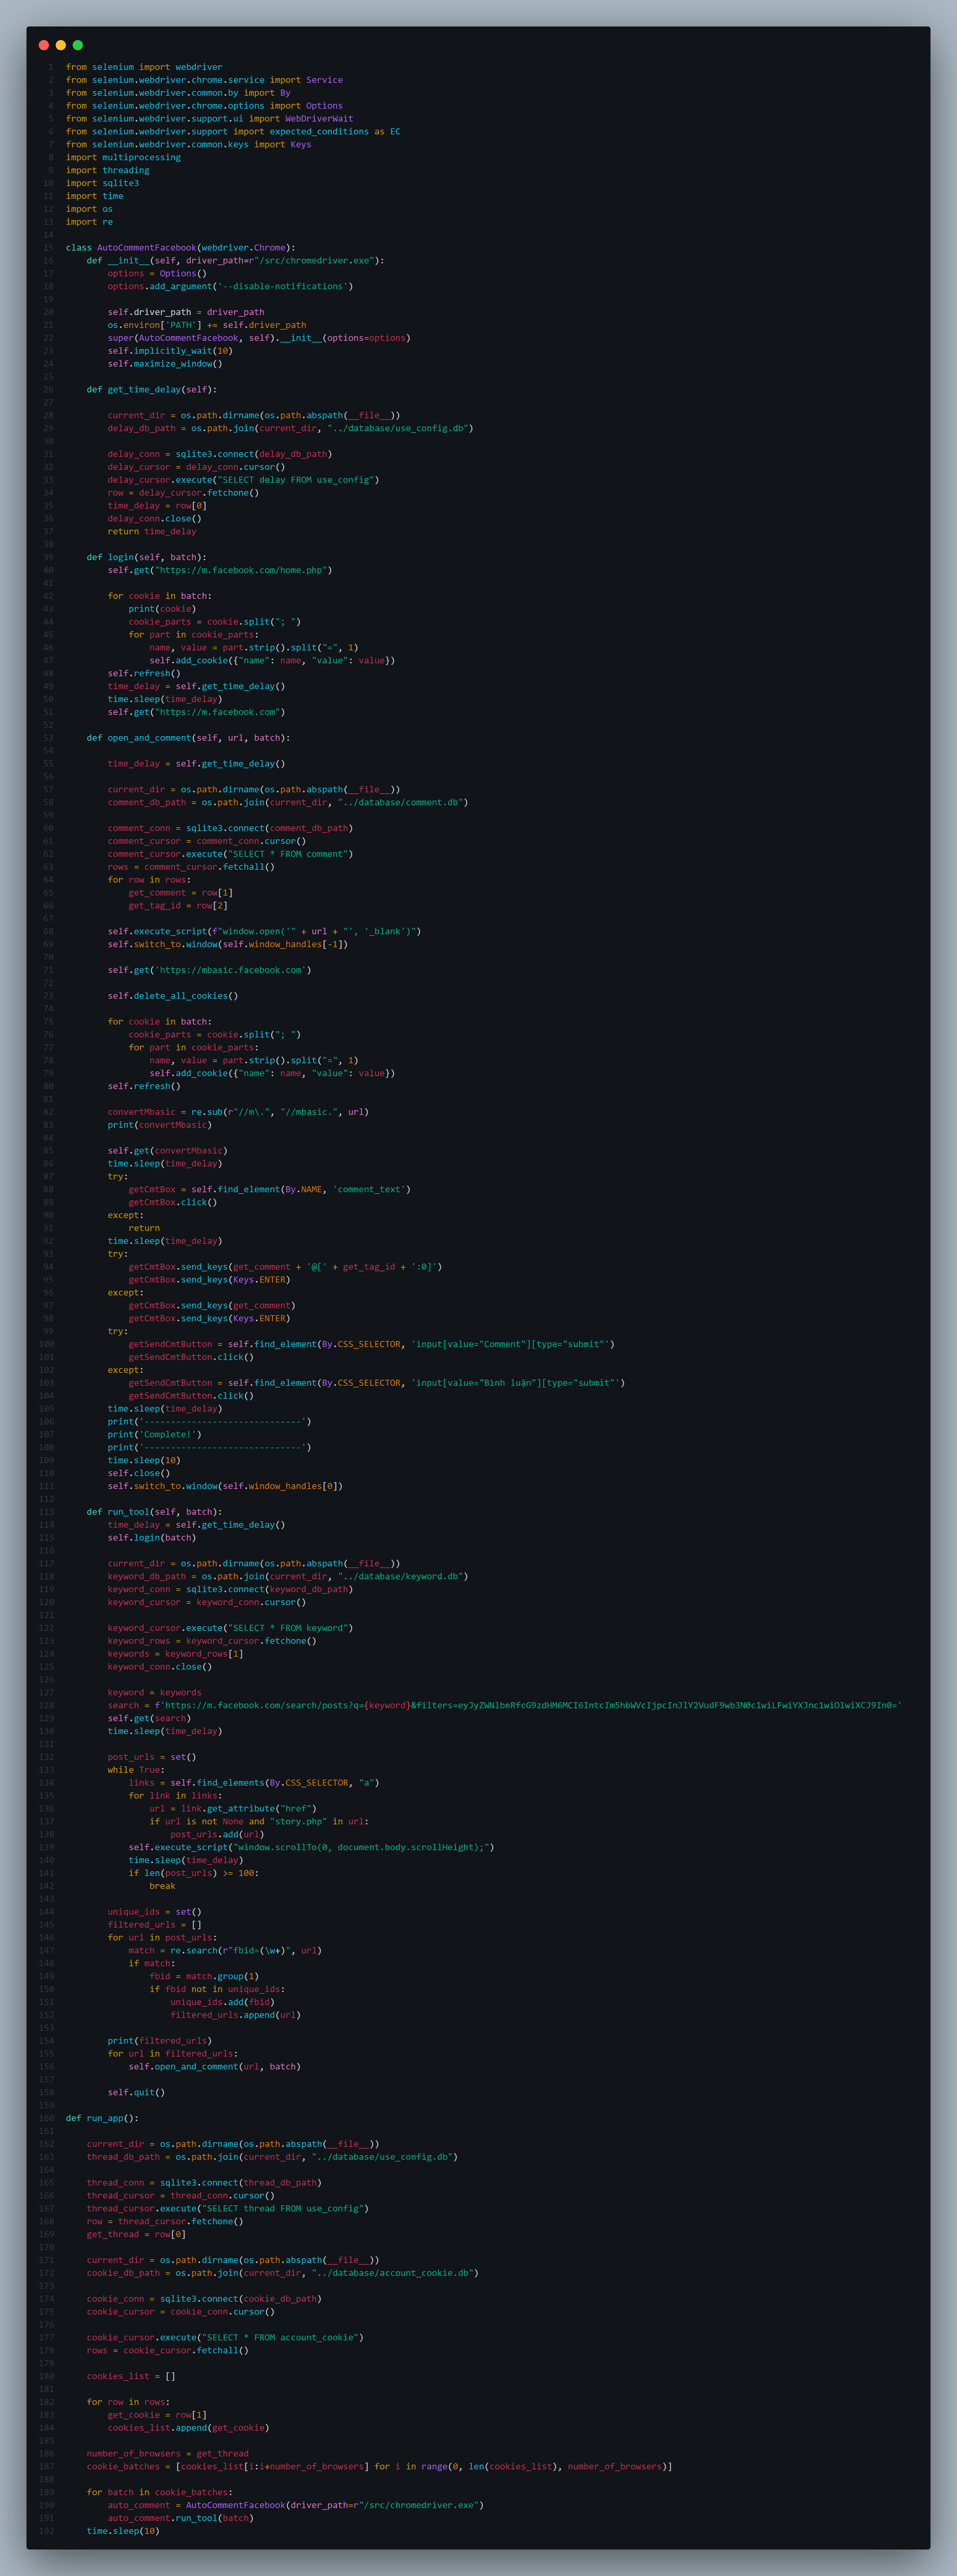 1 from selenium import webdriver
2 from selenium.webdriver.chrome.service import Service
3 from selenium.webdriver.common.by import By
4 from selenium.webdriver.chrome.options import Options
5 from selenium.webdriver.support.ui import WebDriverWait
6 from selenium.webdriver.support import expected_conditions as EC
7 from selenium.webdriver.common.keys import Keys
8 import multiprocessing
9 import threading
10 import sqlite3
11 import time
12 import os
13 import re
14
15 class AutoCommentFacebook(webdriver.Chrome):
16     def __init__(self, driver_path=r"/src/chromedriver.exe"):
17         options = Options()
18         options.add_argument('--disable-notifications')
19
20         self.driver_path = driver_path
21         os.environ['PATH'] += self.driver_path
22         super(AutoCommentFacebook, self).__init__(options=options)
23         self.implicitly_wait(10)
24         self.maximize_window()
25
26     def get_time_delay(self):
27
28         current_dir = os.path.dirname(os.path.abspath(__file__))
29         delay_db_path = os.path.join(current_dir, "../database/use_config.db")
30
31         delay_conn = sqlite3.connect(delay_db_path)
32         delay_cursor = delay_conn.cursor()
33         delay_cursor.execute("SELECT delay FROM use_config")
34         row = delay_cursor.fetchone()
35         time_delay = row[0]
36         delay_conn.close()
37         return time_delay
38
39     def login(self, batch):
40         self.get("https://m.facebook.com/home.php")
41
42         for cookie in batch:
43             print(cookie)
44             cookie_parts = cookie.split("; ")
45             for part in cookie_parts:
46                 name, value = part.strip().split("=", 1)
47                 self.add_cookie({"name": name, "value": value})
48         self.refresh()
49         time_delay = self.get_time_delay()
50         time.sleep(time_delay)
51         self.get("https://m.facebook.com")
52
53     def open_and_comment(self, url, batch):
54
55         time_delay = self.get_time_delay()
56
57         current_dir = os.path.dirname(os.path.abspath(__file__))
58         comment_db_path = os.path.join(current_dir, "../database/comment.db")
59
60         comment_conn = sqlite3.connect(comment_db_path)
61         comment_cursor = comment_conn.cursor()
62         comment_cursor.execute("SELECT * FROM comment")
63         rows = comment_cursor.fetchall()
64         for row in rows:
65             get_comment = row[1]
66             get_tag_id = row[2]
67
68         self.execute_script(f"window.open('" + url + "', '_blank')")
69         self.switch_to.window(self.window_handles[-1])
70
71         self.get('https://mbasic.facebook.com')
72
73         self.delete_all_cookies()
74
75         for cookie in batch:
76             cookie_parts = cookie.split("; ")
77             for part in cookie_parts:
78                 name, value = part.strip().split("=", 1)
79                 self.add_cookie({"name": name, "value": value})
80         self.refresh()
81
82         convertMbasic = re.sub(r"//m\.", "//mbasic.", url)
83         print(convertMbasic)
84
85         self.get(convertMbasic)
86         time.sleep(time_delay)
87         try:
88             getCmtBox = self.find_element(By.NAME, 'comment_text')
89             getCmtBox.click()
90         except:
91             return
92         time.sleep(time_delay)
93         try:
94             getCmtBox.send_keys(get_comment + '@[' + get_tag_id + ':0]')
95             getCmtBox.send_keys(Keys.ENTER)
96         except:
97             getCmtBox.send_keys(get_comment)
98             getCmtBox.send_keys(Keys.ENTER)
99         try:
100             getSendCmtButton = self.find_element(By.CSS_SELECTOR, 'input[value="Comment"][type="submit"')
101             getSendCmtButton.click()
102         except:
103             getSendCmtButton = self.find_element(By.CSS_SELECTOR, 'input[value="Bình luận"][type="submit"')
104             getSendCmtButton.click()
105         time.sleep(time_delay)
106         print('------------------------------')
107         print('Complete!')
108         print('------------------------------')
109         time.sleep(10)
110         self.close()
111         self.switch_to.window(self.window_handles[0])
112
113     def run_tool(self, batch):
114         time_delay = self.get_time_delay()
115         self.login(batch)
116
117         current_dir = os.path.dirname(os.path.abspath(__file__))
118         keyword_db_path = os.path.join(current_dir, "../database/keyword.db")
119         keyword_conn = sqlite3.connect(keyword_db_path)
120         keyword_cursor = keyword_conn.cursor()
121
122         keyword_cursor.execute("SELECT * FROM keyword")
123         keyword_rows = keyword_cursor.fetchone()
124         keywords = keyword_rows[1]
125         keyword_conn.close()
126
127         keyword = keywords
128         search = f'https://m.facebook.com/search/posts?q={keyword}&filters=eyJyZWNlbnRfcG9zdHM6MCI6IntcIm5hbWVcIjpcInJlY2VudF9wb3N0c1wiLFwiYXJnc1wiOlwiXCJ9In0='
129         self.get(search)
130         time.sleep(time_delay)
131
132         post_urls = set()
133         while True:
134             links = self.find_elements(By.CSS_SELECTOR, "a")
135             for link in links:
136                 url = link.get_attribute("href")
137                 if url is not None and "story.php" in url:
138                     post_urls.add(url)
139             self.execute_script("window.scrollTo(0, document.body.scrollHeight);")
140             time.sleep(time_delay)
141             if len(post_urls) >= 100:
142                 break
143
144         unique_ids = set()
145         filtered_urls = []
146         for url in post_urls:
147             match = re.search(r"fbid=(\w+)", url)
148             if match:
149                 fbid = match.group(1)
150                 if fbid not in unique_ids:
151                     unique_ids.add(fbid)
152                     filtered_urls.append(url)
153
154         print(filtered_urls)
155         for url in filtered_urls:
156             self.open_and_comment(url, batch)
157
158         self.quit()
159
160 def run_app():
161
162     current_dir = os.path.dirname(os.path.abspath(__file__))
163     thread_db_path = os.path.join(current_dir, "../database/use_config.db")
164
165     thread_conn = sqlite3.connect(thread_db_path)
166     thread_cursor = thread_conn.cursor()
167     thread_cursor.execute("SELECT thread FROM use_config")
168     row = thread_cursor.fetchone()
169     get_thread = row[0]
170
171     current_dir = os.path.dirname(os.path.abspath(__file__))
172     cookie_db_path = os.path.join(current_dir, "../database/account_cookie.db")
173
174     cookie_conn = sqlite3.connect(cookie_db_path)
175     cookie_cursor = cookie_conn.cursor()
176
177     cookie_cursor.execute("SELECT * FROM account_cookie")
178     rows = cookie_cursor.fetchall()
179
180     cookies_list = []
181
182     for row in rows:
183         get_cookie = row[1]
184         cookies_list.append(get_cookie)
185
186     number_of_browsers = get_thread
187     cookie_batches = [cookies_list[i:i+number_of_browsers] for i in range(0, len(cookies_list), number_of_browsers)]
188
189     for batch in cookie_batches:
190         auto_comment = AutoCommentFacebook(driver_path=r"/src/chromedriver.exe")
191         auto_comment.run_tool(batch)
192     time.sleep(10)